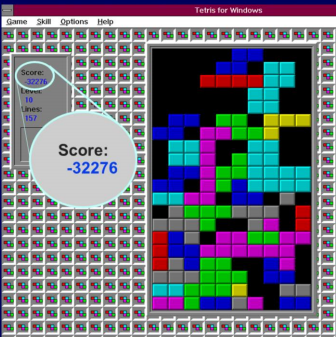 Tetris for Windows
Game Skill Options Help
Score:
-32276
Level:
10
Lines:
157
Score:
-32276